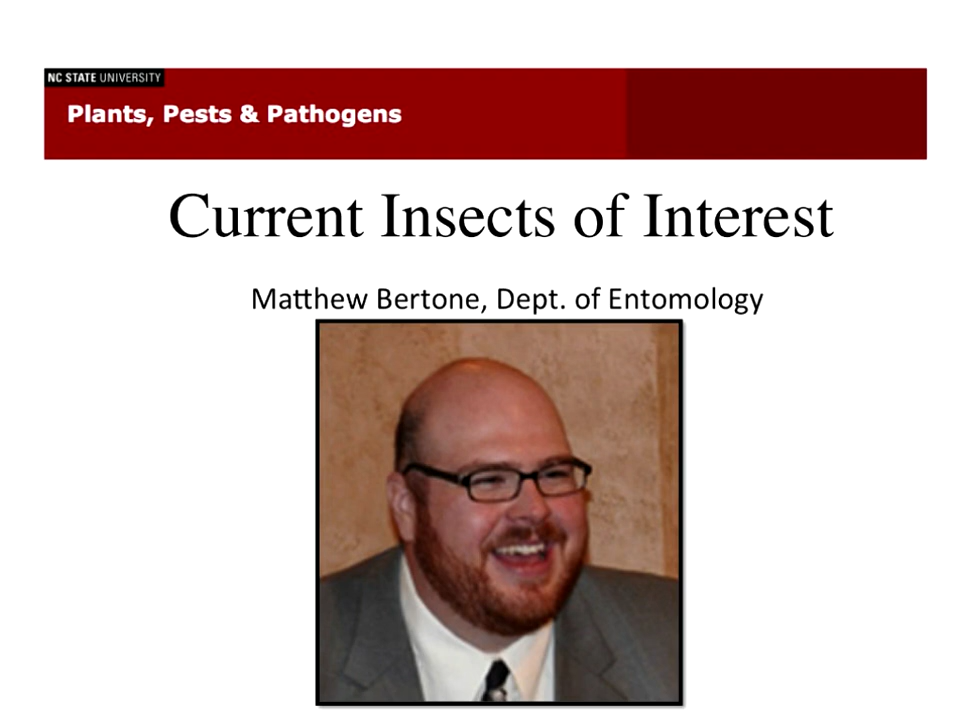 NC STATE UNIVERSITY
Plants, Pests & Pathogens
Current Insects of Interest
Matthew Bertone, Dept. of Entomology